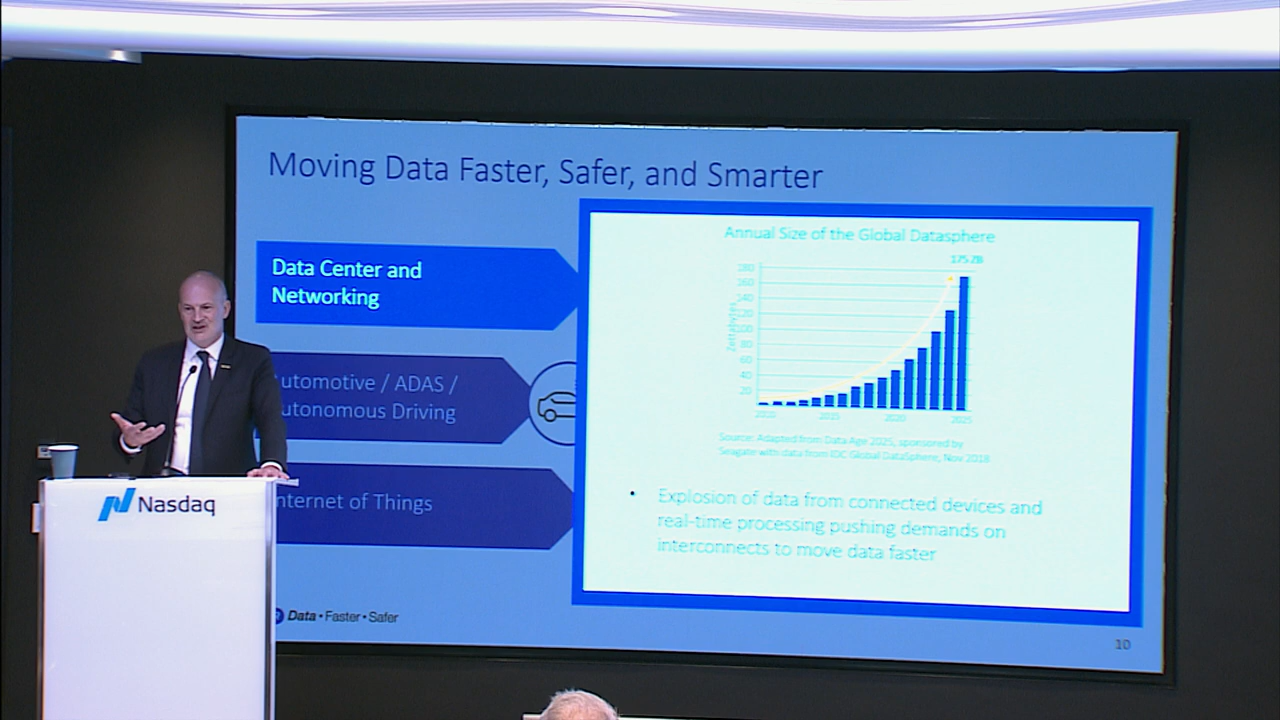 Moving Data Faster, Safer, and Smarter
Data Center and
Networking
utomotive / ADAS /
utonomous Driving
nternet of Things
Annual Size of the Global Datasphere
175 ZB
180
160
140
120
100
80
60
40
20
Zettabytes
2010
2015
2020
2025
Source: Adapted from Data Age 2025, sponsored by
Seagate with data from IDC Global DataSphere, Nov 2018
• Explosion of data from connected devices and
real-time processing pushing demands on
interconnects to move data faster
Data • Faster • Safer
10
Nasdaq